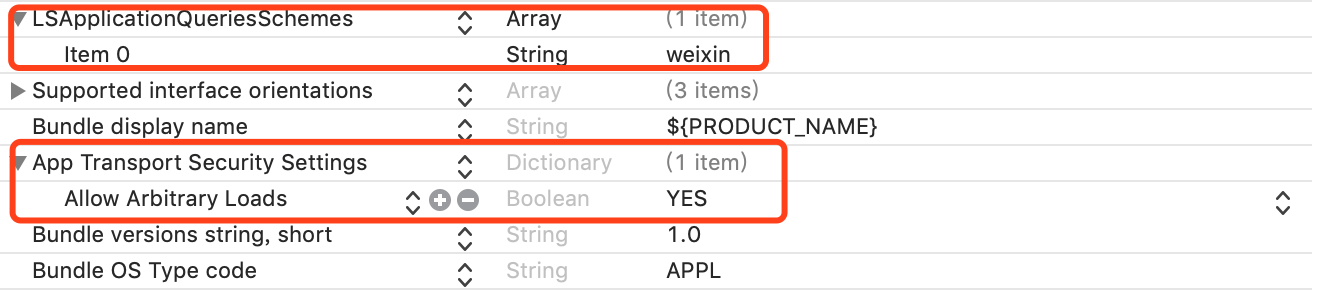 LSApplicationQueriesSchemes Array (1 item)
Item 0 String weixin
Supported interface orientations Array (3 items)
Bundle display name String ${PRODUCT_NAME}
App Transport Security Settings Dictionary (1 item)
Allow Arbitrary Loads Boolean YES
Bundle versions string, short String 1.0
Bundle OS Type code String APPL